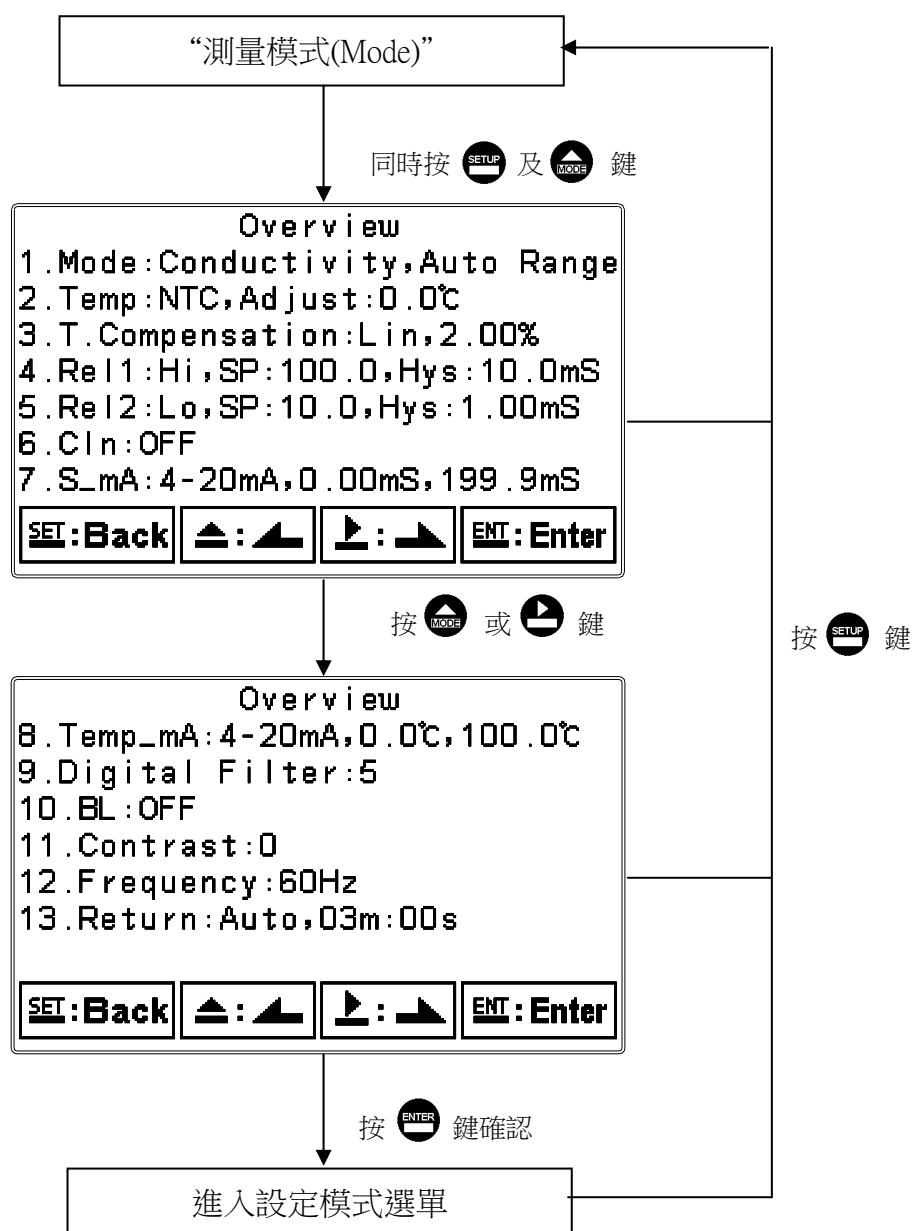 “測量模式(Mode)”
同時按 SETUP 及 MODE 鍵
Overview
1.Mode:Conductivity,Auto Range
2.Temp:NTC,Adjust:0.0℃
3.T.Compensation:Lin,2.00%
4.Rel1:Hi,SP:100.0,Hys:10.0mS
5.Rel2:Lo,SP:10.0,Hys:1.00mS
6.Cln:OFF
7.S_mA:4-20mA,0.00mS,199.9mS
SET:Back ENT:Enter
按 MODE 或 鍵
按 SETUP 鍵
Overview
8.Temp_mA:4-20mA,0.0℃,100.0℃
9.Digital Filter:5
10.BL:OFF
11.Contrast:0
12.Frequency:60Hz
13.Return:Auto,03m:00s
SET:Back ENT:Enter
按 ENTER 鍵確認
進入設定模式選單